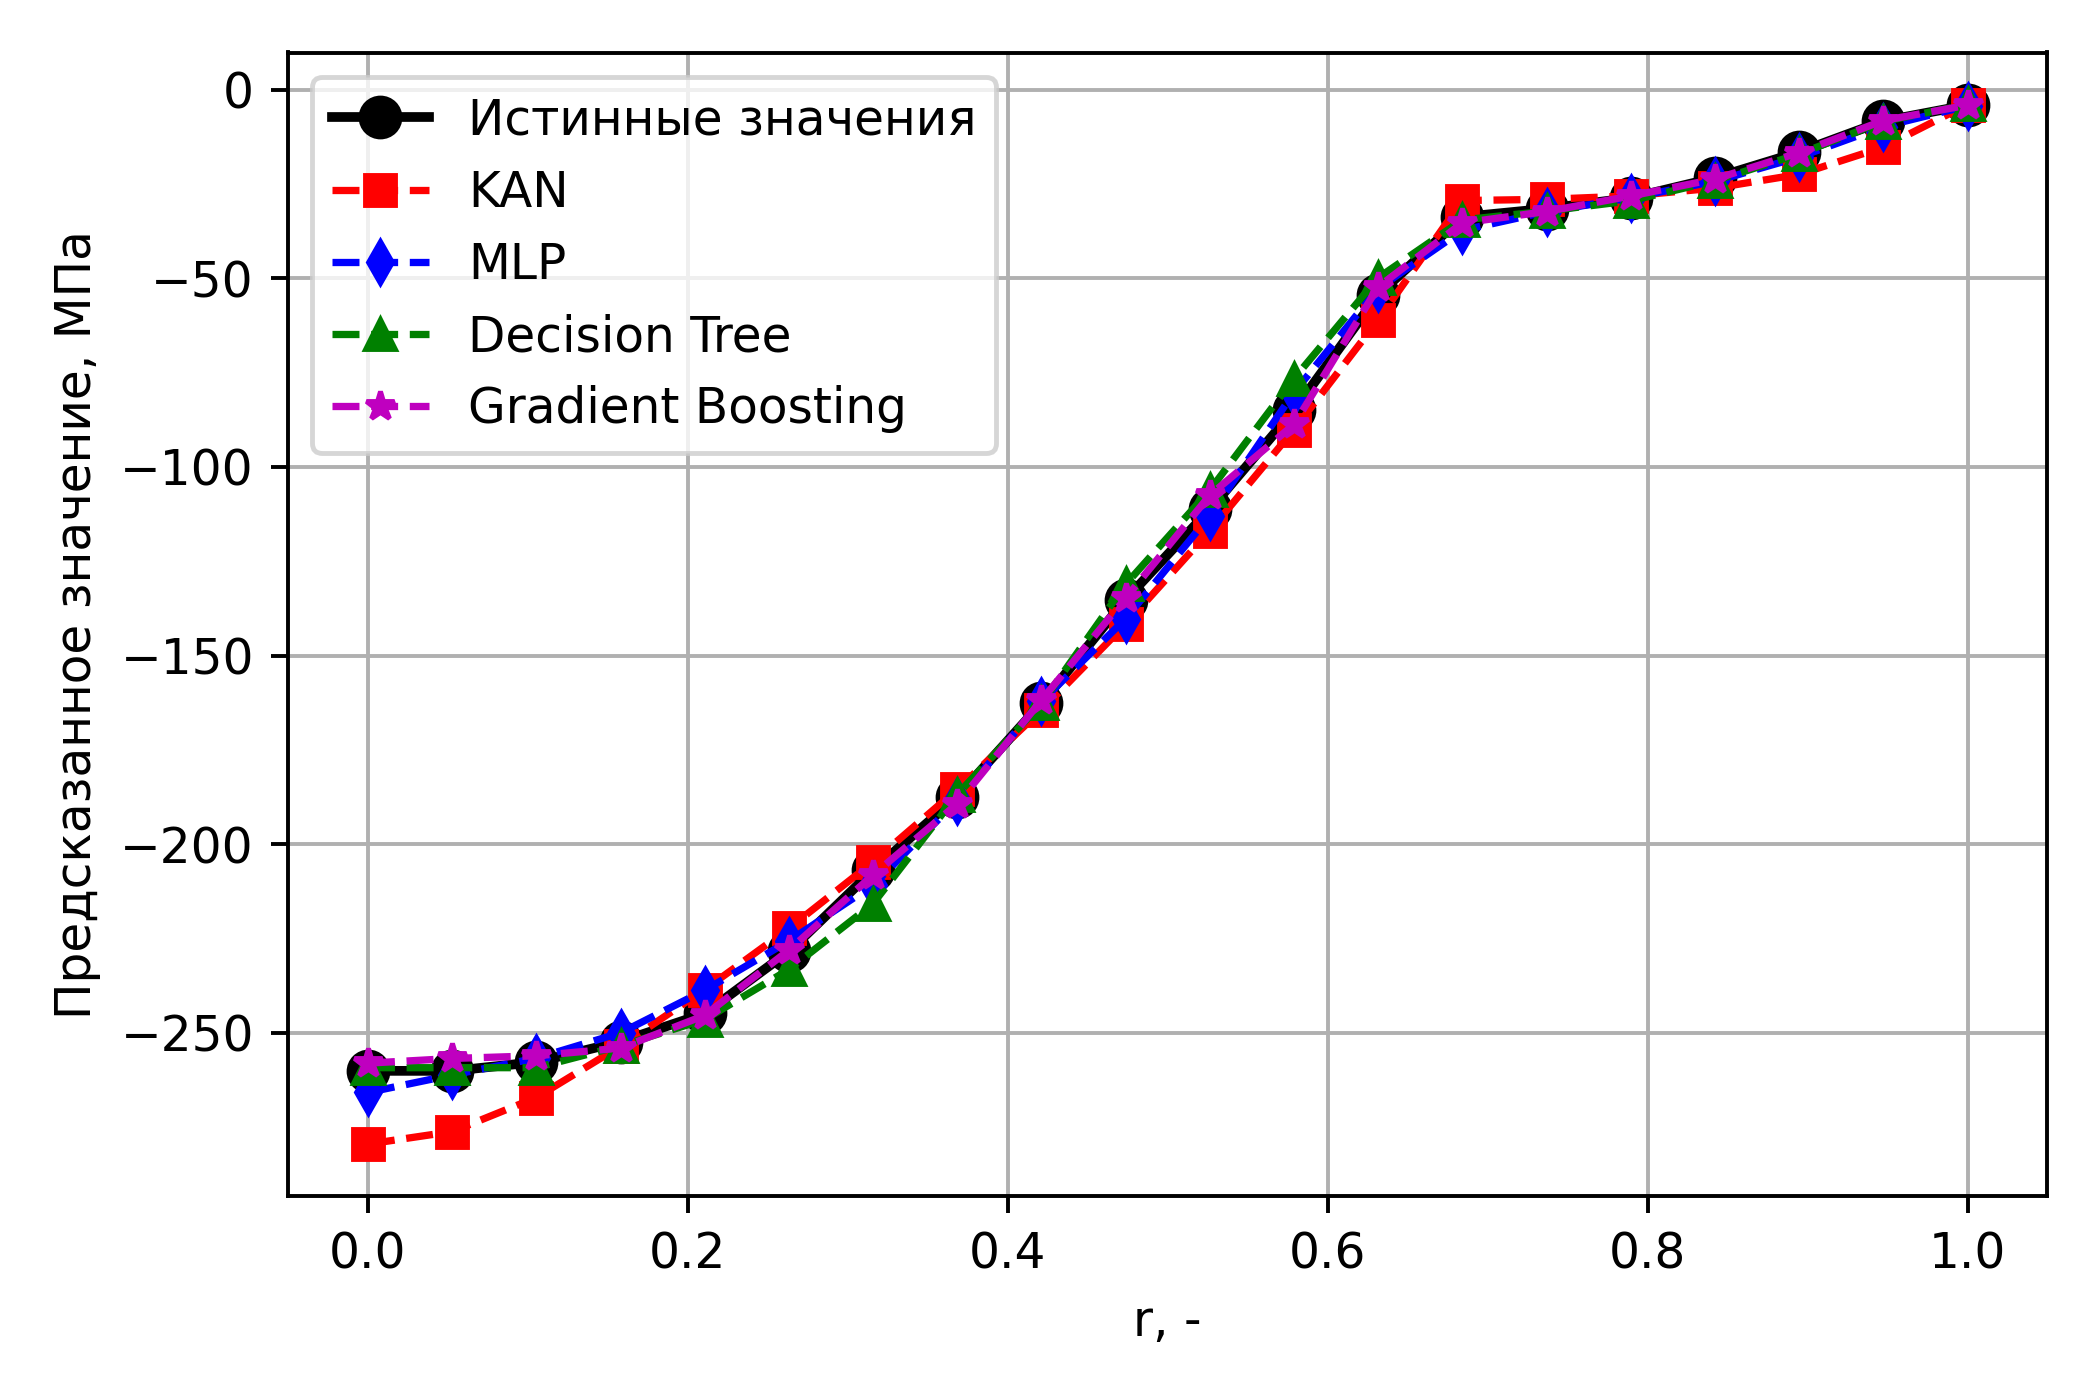 Истинные значения
KAN
MLP
Decision Tree
Gradient Boosting
Предсказанное значение, МПа
0
−50
−100
−150
−200
−250
0.0 0.2 0.4 0.6 0.8 1.0
r, -